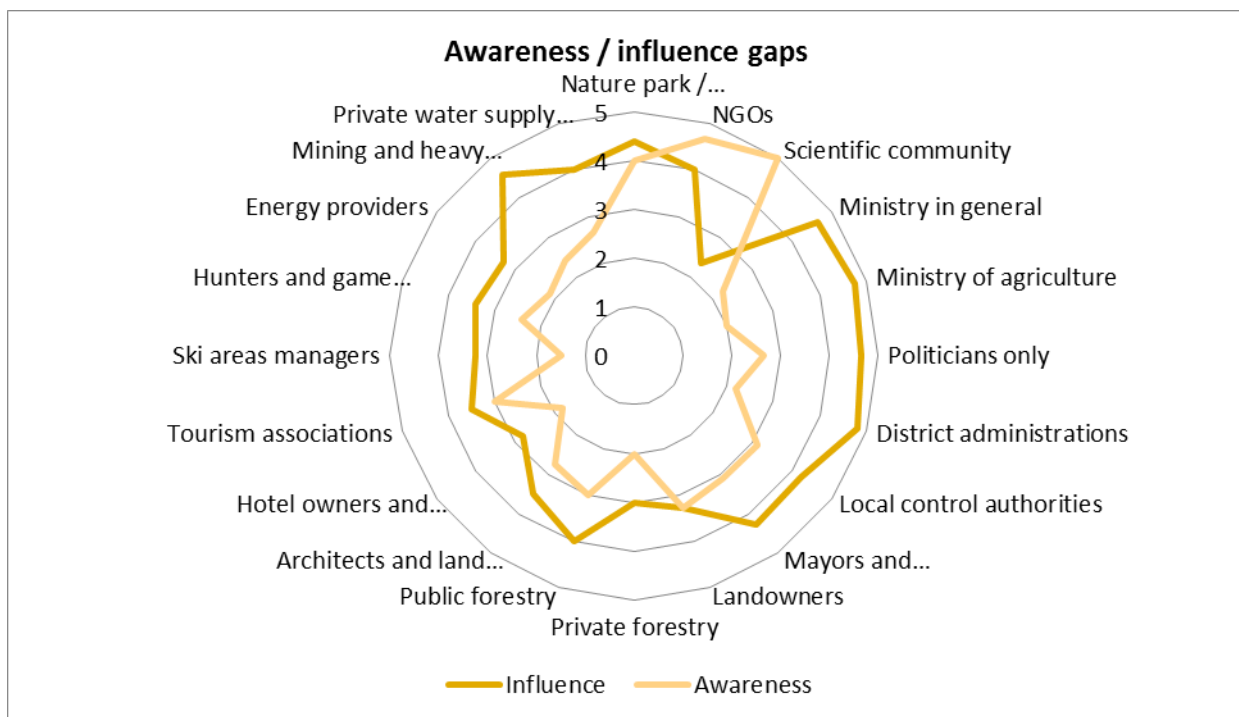 Awareness / influence gaps
Nature park /...
NGOs
Scientific community
Ministry in general
Ministry of agriculture
Politicians only
District administrations
Local control authorities
Mayors and...
Landowners
Private forestry
Public forestry
Architects and land...
Hotel owners and...
Tourism associations
Ski areas managers
Hunters and game...
Energy providers
Mining and heavy...
Private water supply...
5
4
3
2
1
0
Influence
Awareness